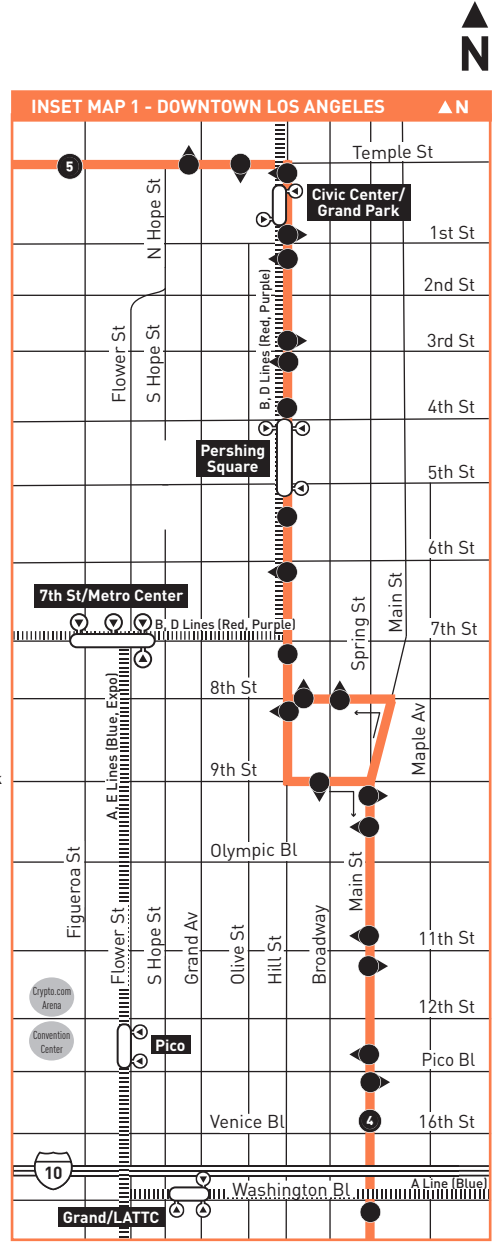 N
INSET MAP 1 - DOWNTOWN LOS ANGELES
N
Temple St
5
Civic Center/
Grand Park
N Hope St
1st St
2nd St
B, D Lines (Red, Purple)
Flower St
S Hope St
3rd St
4th St
Pershing
Square
5th St
6th St
7th St/Metro Center
B, D Lines (Red, Purple)
Spring St
Main St
7th St
8th St
A, E Lines (Blue, Expo)
Maple Av
9th St
Olympic Bl
Figueroa St
Flower St
S Hope St
Grand Av
Olive St
Hill St
Broadway
Main St
11th St
Crypto.com
Arena
12th St
Convention
Center
Pico
Pico Bl
Venice Bl
4
16th St
10
Washington Bl
A Line (Blue)
Grand/LATTC